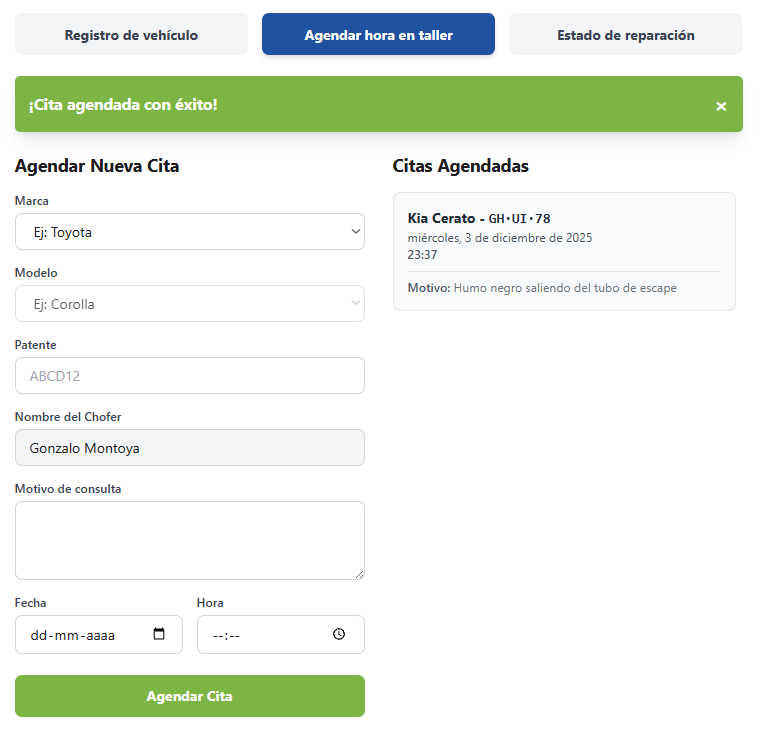 Registro de vehículo
Agendar hora en taller
Estado de reparación
¡Cita agendada con éxito!
×
Agendar Nueva Cita
Marca
Ej: Toyota
Modelo
Ej: Corolla
Patente
ABCD12
Nombre del Chofer
Gonzalo Montoya
Motivo de consulta
Fecha
Hora
dd-mm-aaaa
--:--
Agendar Cita
Citas Agendadas
Kia Cerato - GH·UI·78
miércoles, 3 de diciembre de 2025
23:37
Motivo: Humo negro saliendo del tubo de escape